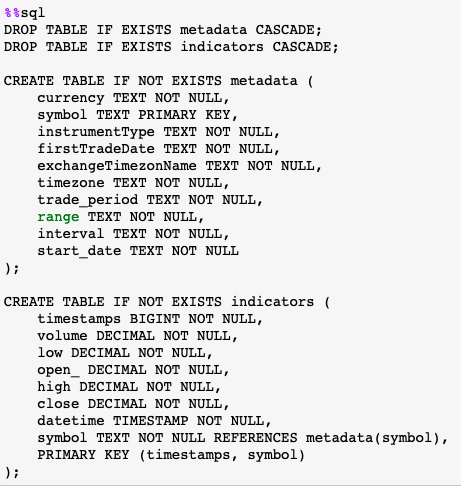 %%sql
DROP TABLE IF EXISTS metadata CASCADE;
DROP TABLE IF EXISTS indicators CASCADE;
CREATE TABLE IF NOT EXISTS metadata (
currency TEXT NOT NULL,
symbol TEXT PRIMARY KEY,
instrumentType TEXT NOT NULL,
firstTradeDate TEXT NOT NULL,
exchangeTimezonName TEXT NOT NULL,
timezone TEXT NOT NULL,
trade_period TEXT NOT NULL,
range TEXT NOT NULL,
interval TEXT NOT NULL,
start_date TEXT NOT NULL
);
CREATE TABLE IF NOT EXISTS indicators (
timestamps BIGINT NOT NULL,
volume DECIMAL NOT NULL,
low DECIMAL NOT NULL,
open_ DECIMAL NOT NULL,
high DECIMAL NOT NULL,
close DECIMAL NOT NULL,
datetime TIMESTAMP NOT NULL,
symbol TEXT NOT NULL REFERENCES metadata(symbol),
PRIMARY KEY (timestamps, symbol)
);